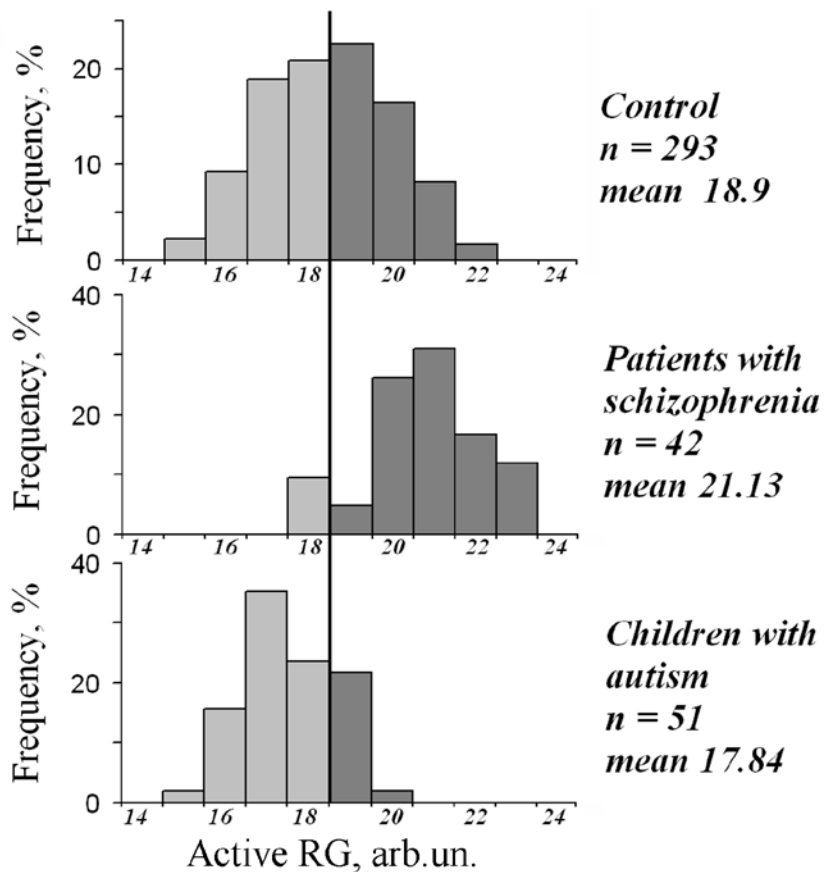 Frequency, %
20
10
0
14 16 18 20 22 24
Control
n = 293
mean 18.9
Frequency, %
40
20
0
14 16 18 20 22 24
Patients with
schizophrenia
n = 42
mean 21.13
Frequency, %
40
20
0
14 16 18 20 22 24
Children with
autism
n = 51
mean 17.84
Active RG, arb.un.